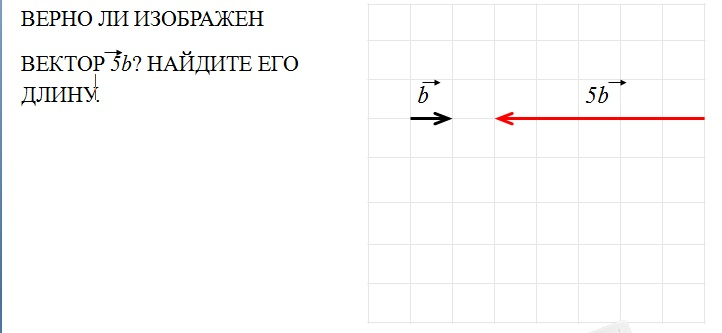 ВЕРНО ЛИ ИЗОБРАЖЕН
ВЕКТОР 5b? НАЙДИТЕ ЕГО
ДЛИНУ.
b
5b